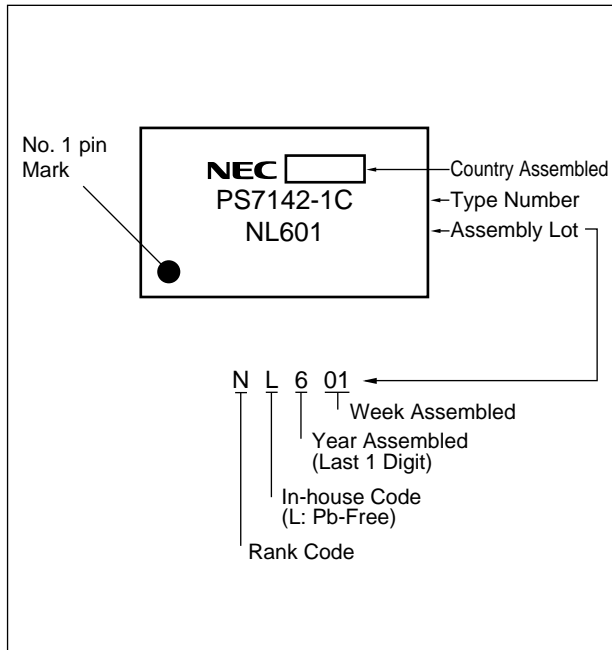 No. 1 pin
Mark
NEC
Country Assembled
PS7142-1C
Type Number
NL601
Assembly Lot
N L 6 01
Week Assembled
Year Assembled
(Last 1 Digit)
In-house Code
(L: Pb-Free)
Rank Code